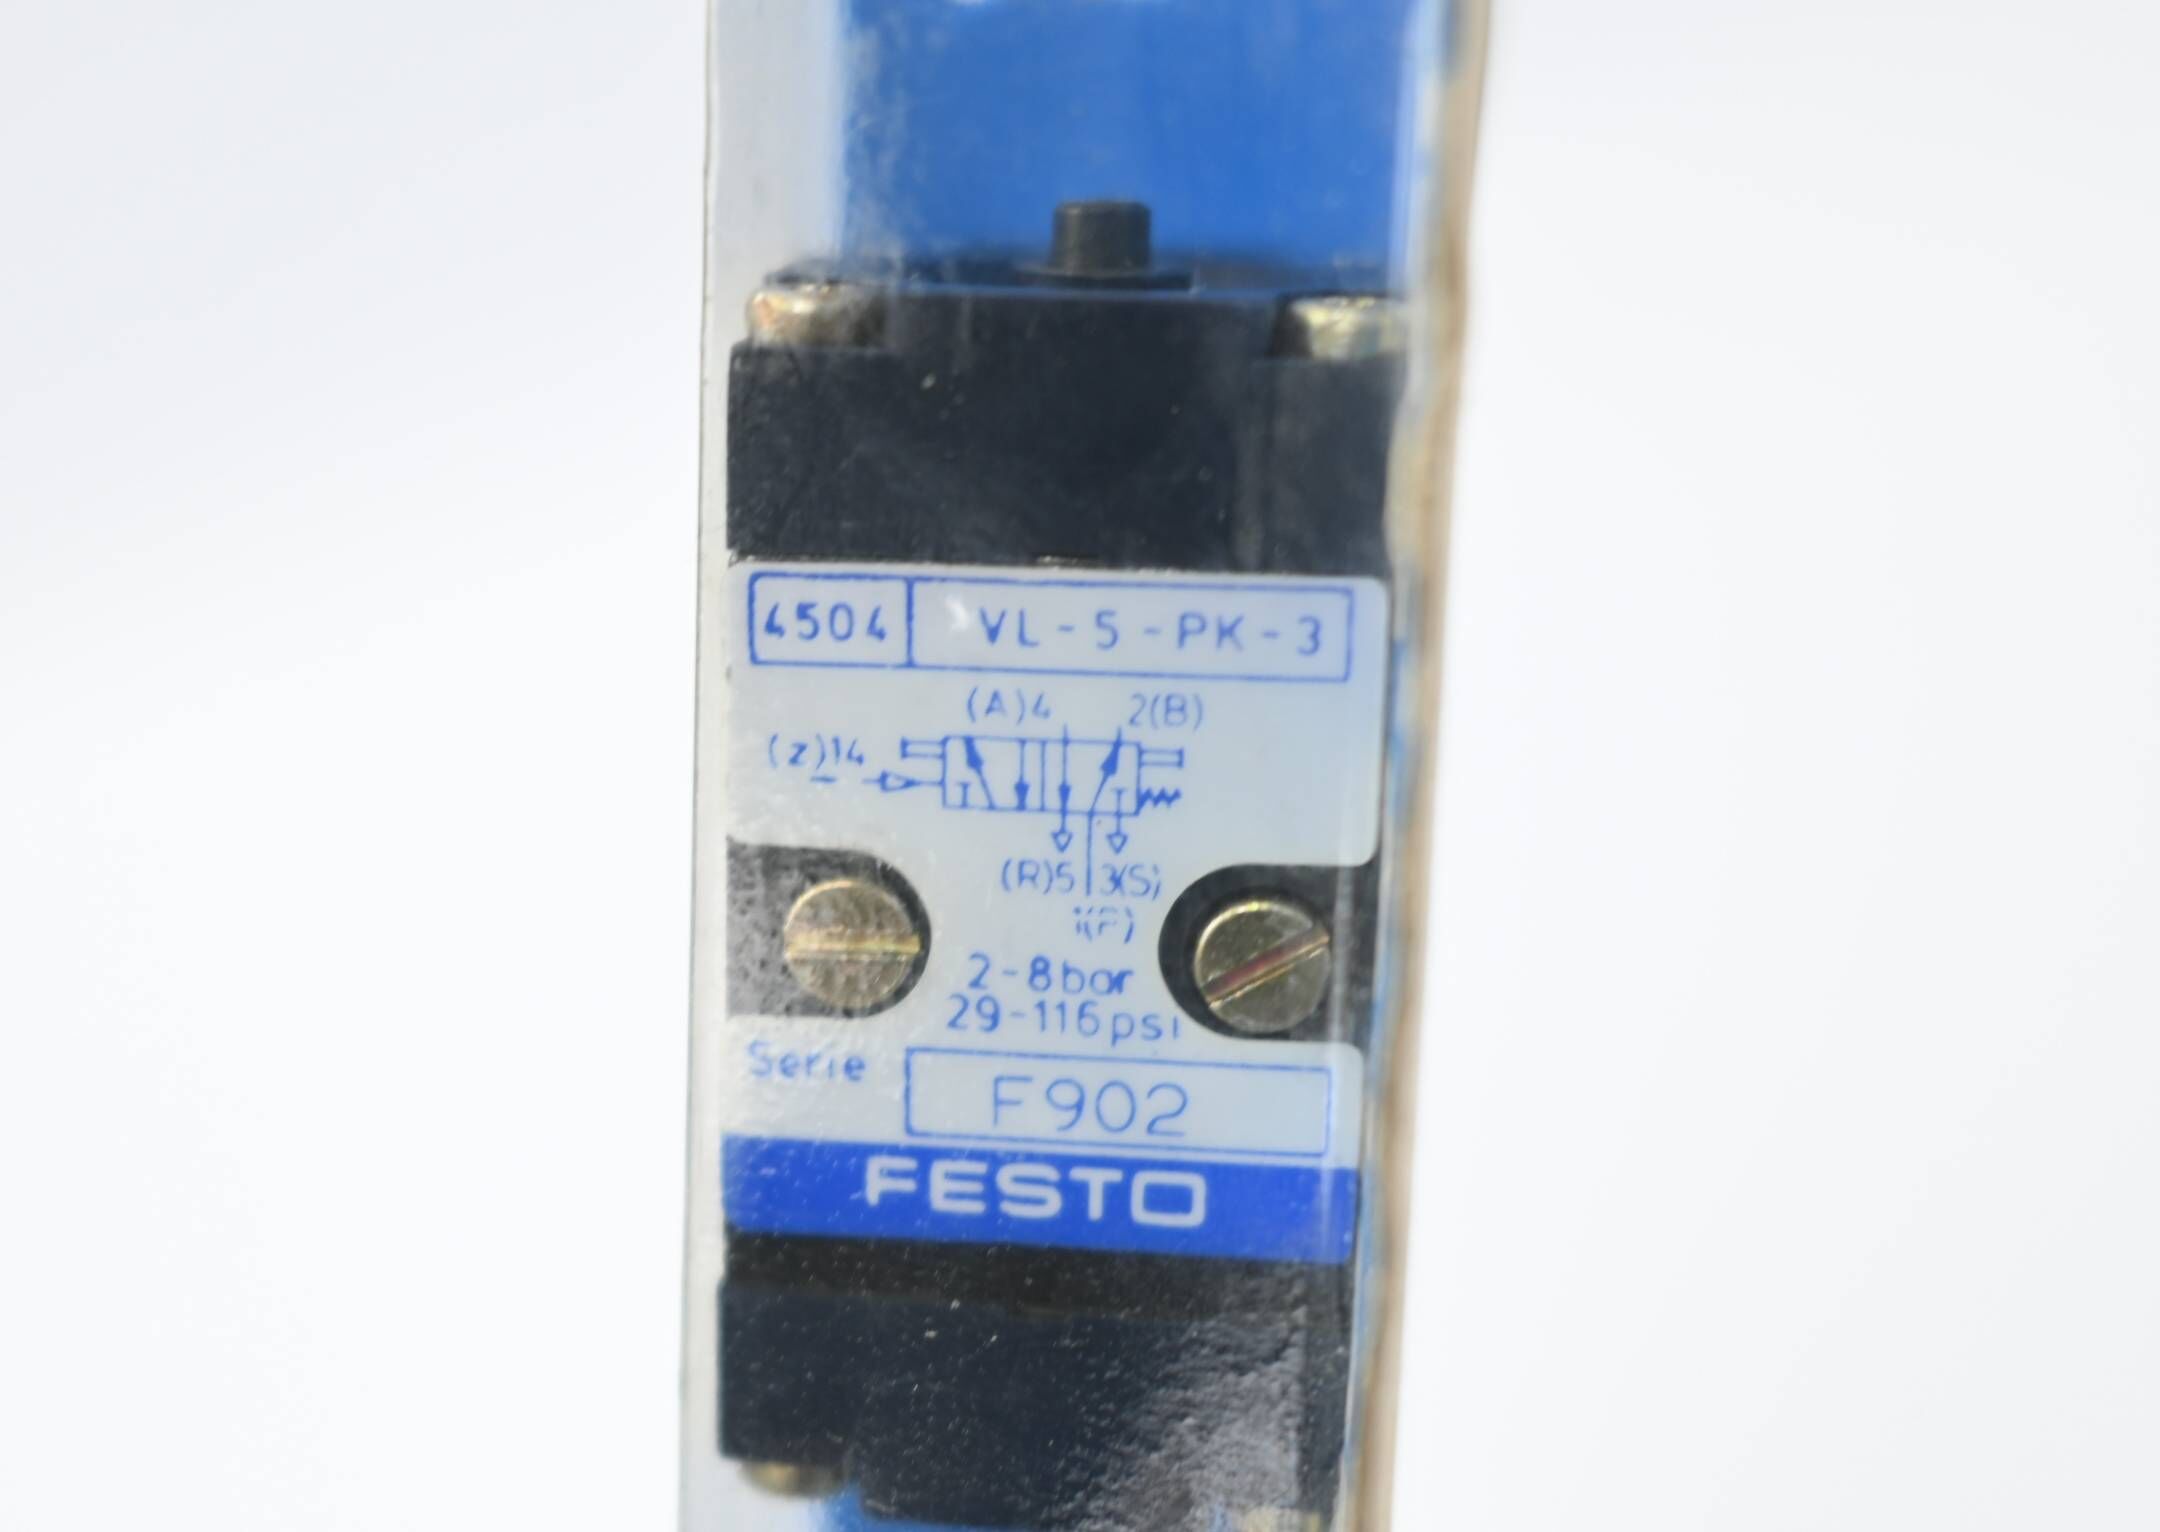 4504 VL-5-PK-3
(A)4 2(B)
(z)14
(R)5 3(S)
1(P)
2-8bar
29-116psi
Serie F902
FESTO